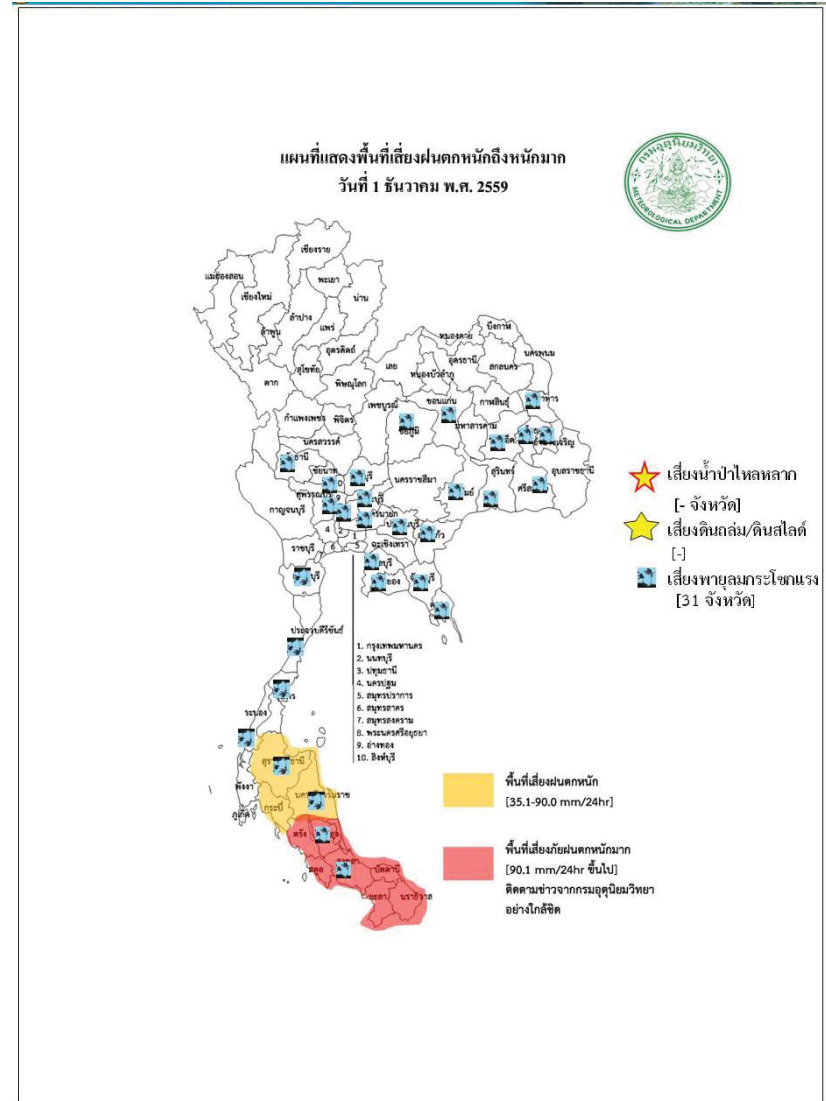 แผนที่แสดงพื้นที่เสี่ยงฝนตกหนักถึงหนักมาก
วันที่ 1 ธันวาคม พ.ศ. 2559
กรมอุตุนิยมวิทยา
METEOROLOGICAL DEPARTMENT
เชียงราย
แม่ฮ่องสอน
พะเยา
เชียงใหม่
น่าน
ลำปาง
ลำพูน
แพร่
บึงกาฬ
หนองคาย
อุตรดิตถ์
นครพนม
เลย
อุดรธานี
สกลนคร
สุโขทัย
หนองบัวลำภู
ตาก
พิษณุโลก
ขอนแก่น
กาฬสินธุ์
เพชรบูรณ์
กำแพงเพชร
พิจิตร
มหาสารคาม
นครสวรรค์
ชัยนาท
นครราชสีมา
สุรินทร์
อุบลราชธานี
กาญจนบุรี
ฉะเชิงเทรา
ราชบุรี
4
2
1
6
5
9
ประจวบคีรีขันธ์
ระนอง
พังงา
ภูเก็ต
กระบี่
ตรัง
สตูล
ปัตตานี
ยะลา
นราธิวาส
เสี่ยงน้ำป่าไหลหลาก
[- จังหวัด]
เสี่ยงดินถล่ม/ดินสไลด์
[-]
เสี่ยงพายุลมกระโชกแรง
[31 จังหวัด]
1. กรุงเทพมหานคร
2. นนทบุรี
3. ปทุมธานี
4. นครปฐม
5. สมุทรปราการ
6. สมุทรสาคร
7. สมุทรสงคราม
8. พระนครศรีอยุธยา
9. อ่างทอง
10. สิงห์บุรี
พื้นที่เสี่ยงฝนตกหนัก
[35.1-90.0 mm/24hr]
พื้นที่เสี่ยงภัยฝนตกหนักมาก
[90.1 mm/24hr ขึ้นไป]
ติดตามข่าวจากกรมอุตุนิยมวิทยา
อย่างใกล้ชิด